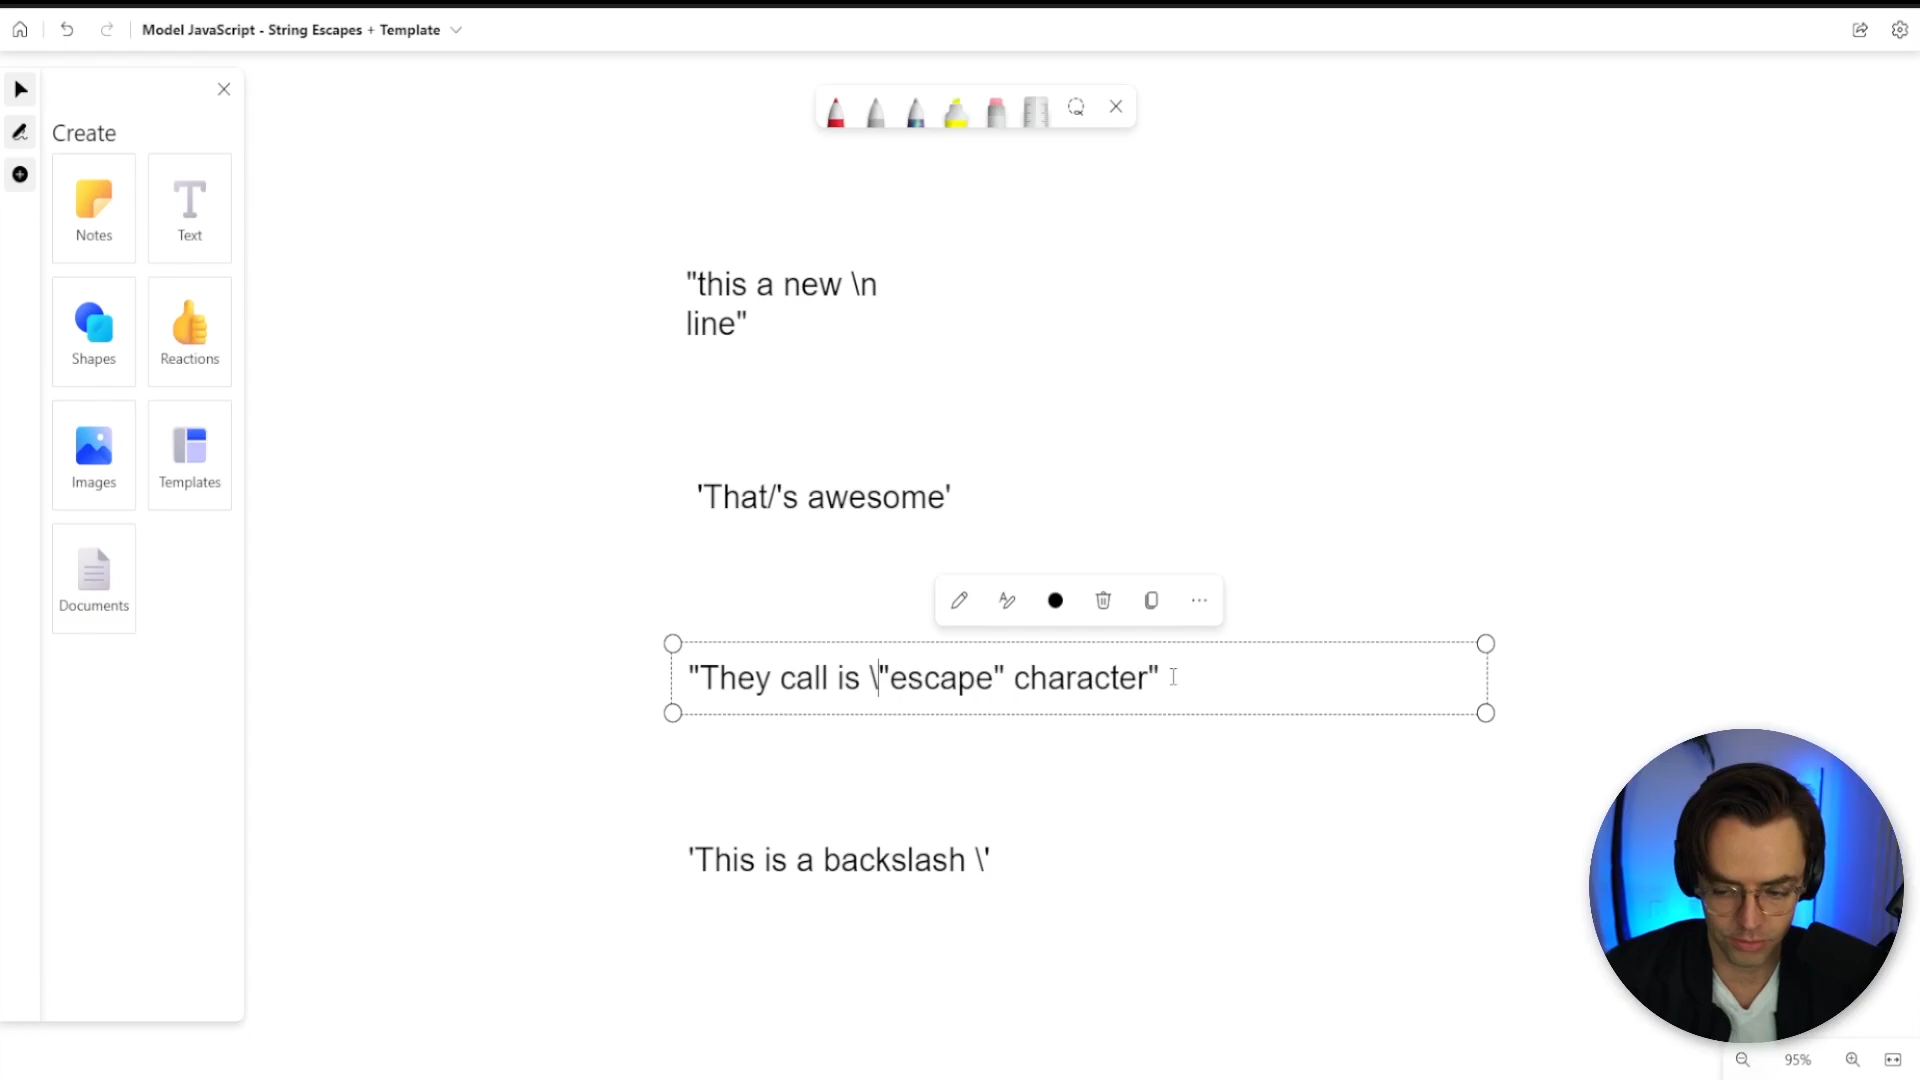 Model JavaScript - String Escapes + Template
Create
Notes
Text
Shapes
Reactions
Images
Templates
Documents
"this a new \n
line"
'That/'s awesome'
"They call is \"escape" character"
'This is a backslash \'
95%